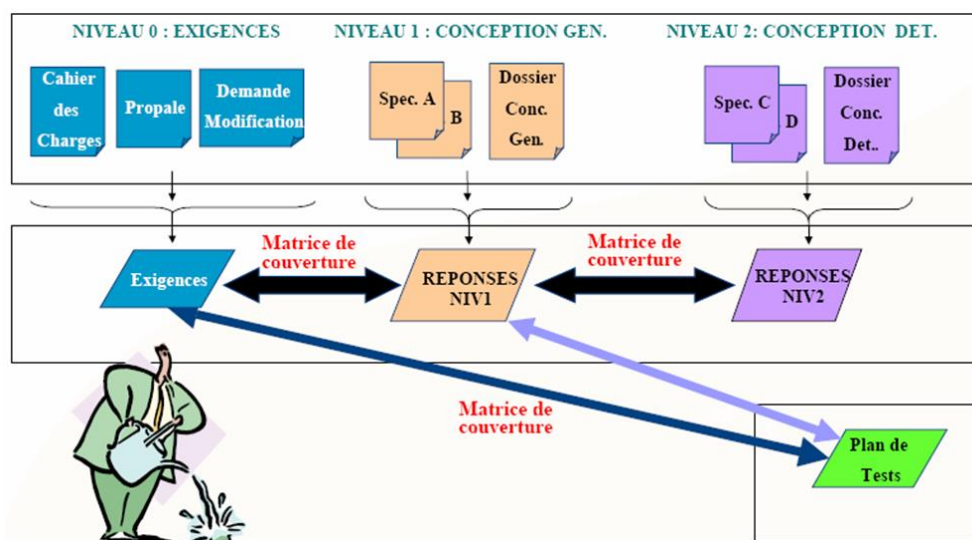 NIVEAU 0 : EXIGENCES
NIVEAU 1 : CONCEPTION GEN.
NIVEAU 2: CONCEPTION DET.
Cahier
des
Charges
Propale
Demande
Modification
Spec. A
B
Dossier
Conc.
Gen.
Spec. C
D
Dossier
Conc.
Det..
Exigences
Matrice de
couverture
REPONSES
NIV1
Matrice de
couverture
REPONSES
NIV2
Matrice de
couverture
Plan de
Tests